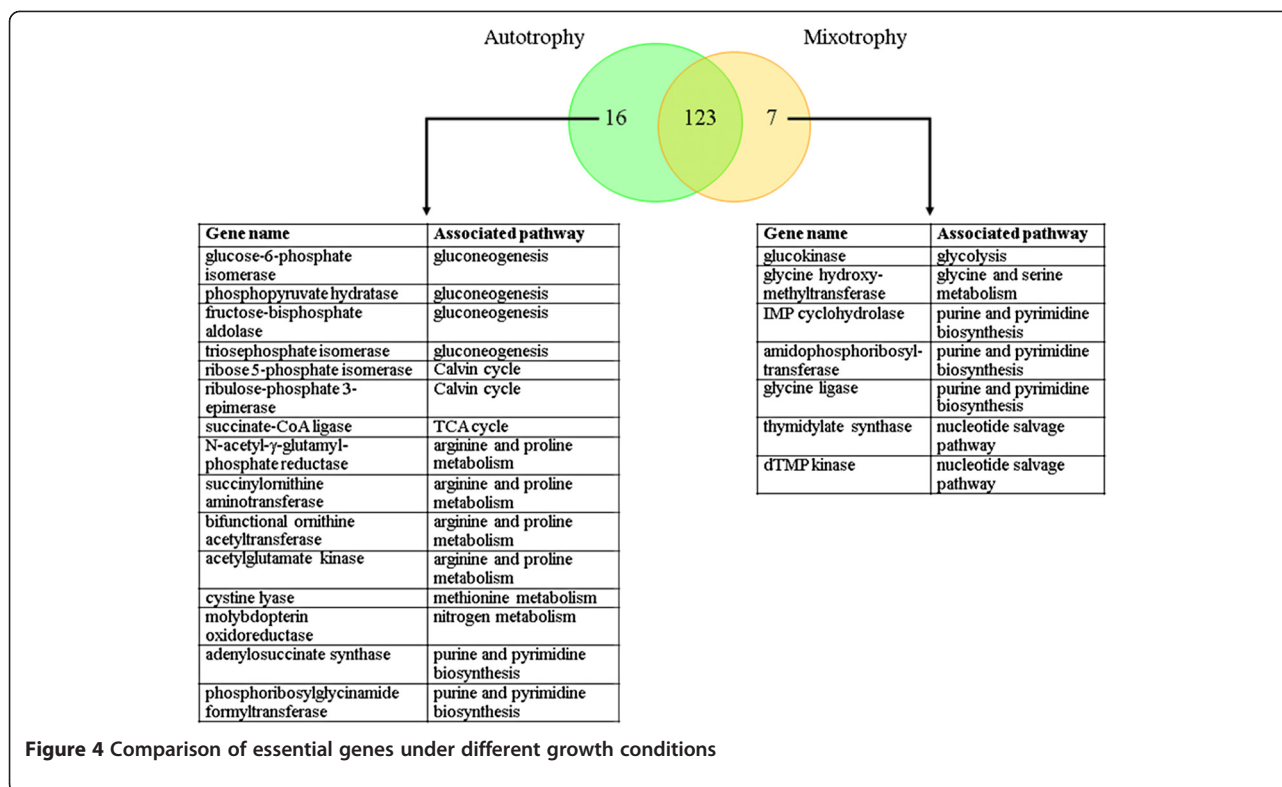 Autotrophy Mixotrophy
16 123 7
Gene name Associated pathway
glucose-6-phosphate isomerase gluconeogenesis
phosphopyruvate hydratase gluconeogenesis
fructose-bisphosphate aldolase gluconeogenesis
triosephosphate isomerase gluconeogenesis
ribose 5-phosphate isomerase Calvin cycle
ribulose-phosphate 3-epimerase Calvin cycle
succinate-CoA ligase TCA cycle
N-acetyl-γ-glutamyl-phosphate reductase arginine and proline metabolism
succinylornithine aminotransferase arginine and proline metabolism
bifunctional ornithine acetyltransferase arginine and proline metabolism
acetylglutamate kinase arginine and proline metabolism
cystine lyase methionine metabolism
molybdopterin oxidoreductase nitrogen metabolism
adenylosuccinate synthase purine and pyrimidine biosynthesis
phosphoribosylglycinamide formyltransferase purine and pyrimidine biosynthesis
Gene name Associated pathway
glucokinase glycolysis
glycine hydroxy-methyltransferase glycine and serine metabolism
IMP cyclohydrolase purine and pyrimidine biosynthesis
amidophosphoribosyl-transferase purine and pyrimidine biosynthesis
glycine ligase purine and pyrimidine biosynthesis
thymidylate synthase nucleotide salvage pathway
dTMP kinase nucleotide salvage pathway
Figure 4 Comparison of essential genes under different growth conditions